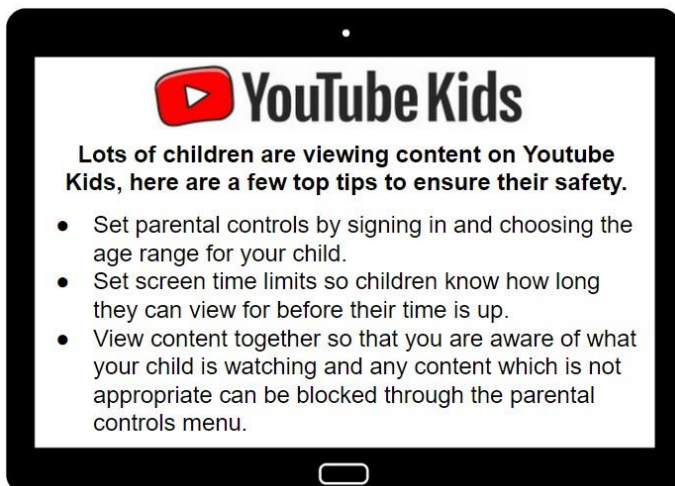 YouTube Kids
Lots of children are viewing content on Youtube
Kids, here are a few top tips to ensure their safety.
● Set parental controls by signing in and choosing the
age range for your child.
● Set screen time limits so children know how long
they can view for before their time is up.
● View content together so that you are aware of what
your child is watching and any content which is not
appropriate can be blocked through the parental
controls menu.